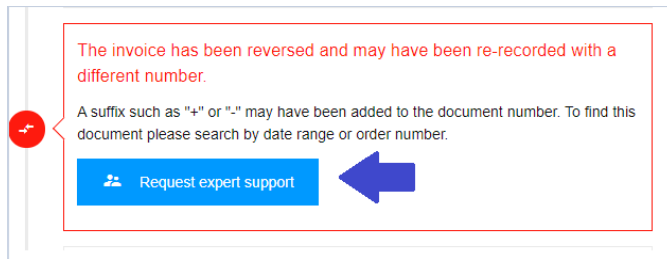 The invoice has been reversed and may have been re-recorded with a
different number.
A suffix such as "+" or "-" may have been added to the document number. To find this
document please search by date range or order number.
Request expert support